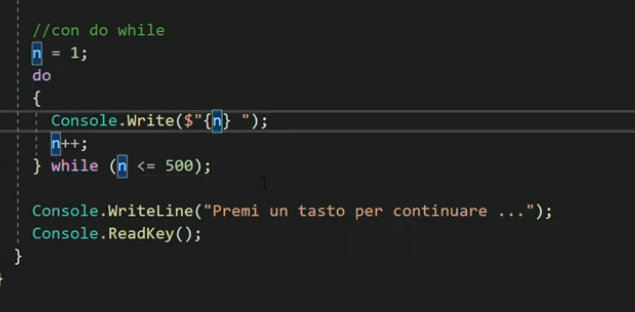 //con do while
n = 1;
do
{
Console.Write($"{n} ");
n++;
} while (n <= 500);
Console.WriteLine("Premi un tasto per continuare ...");
Console.ReadKey();
}
}